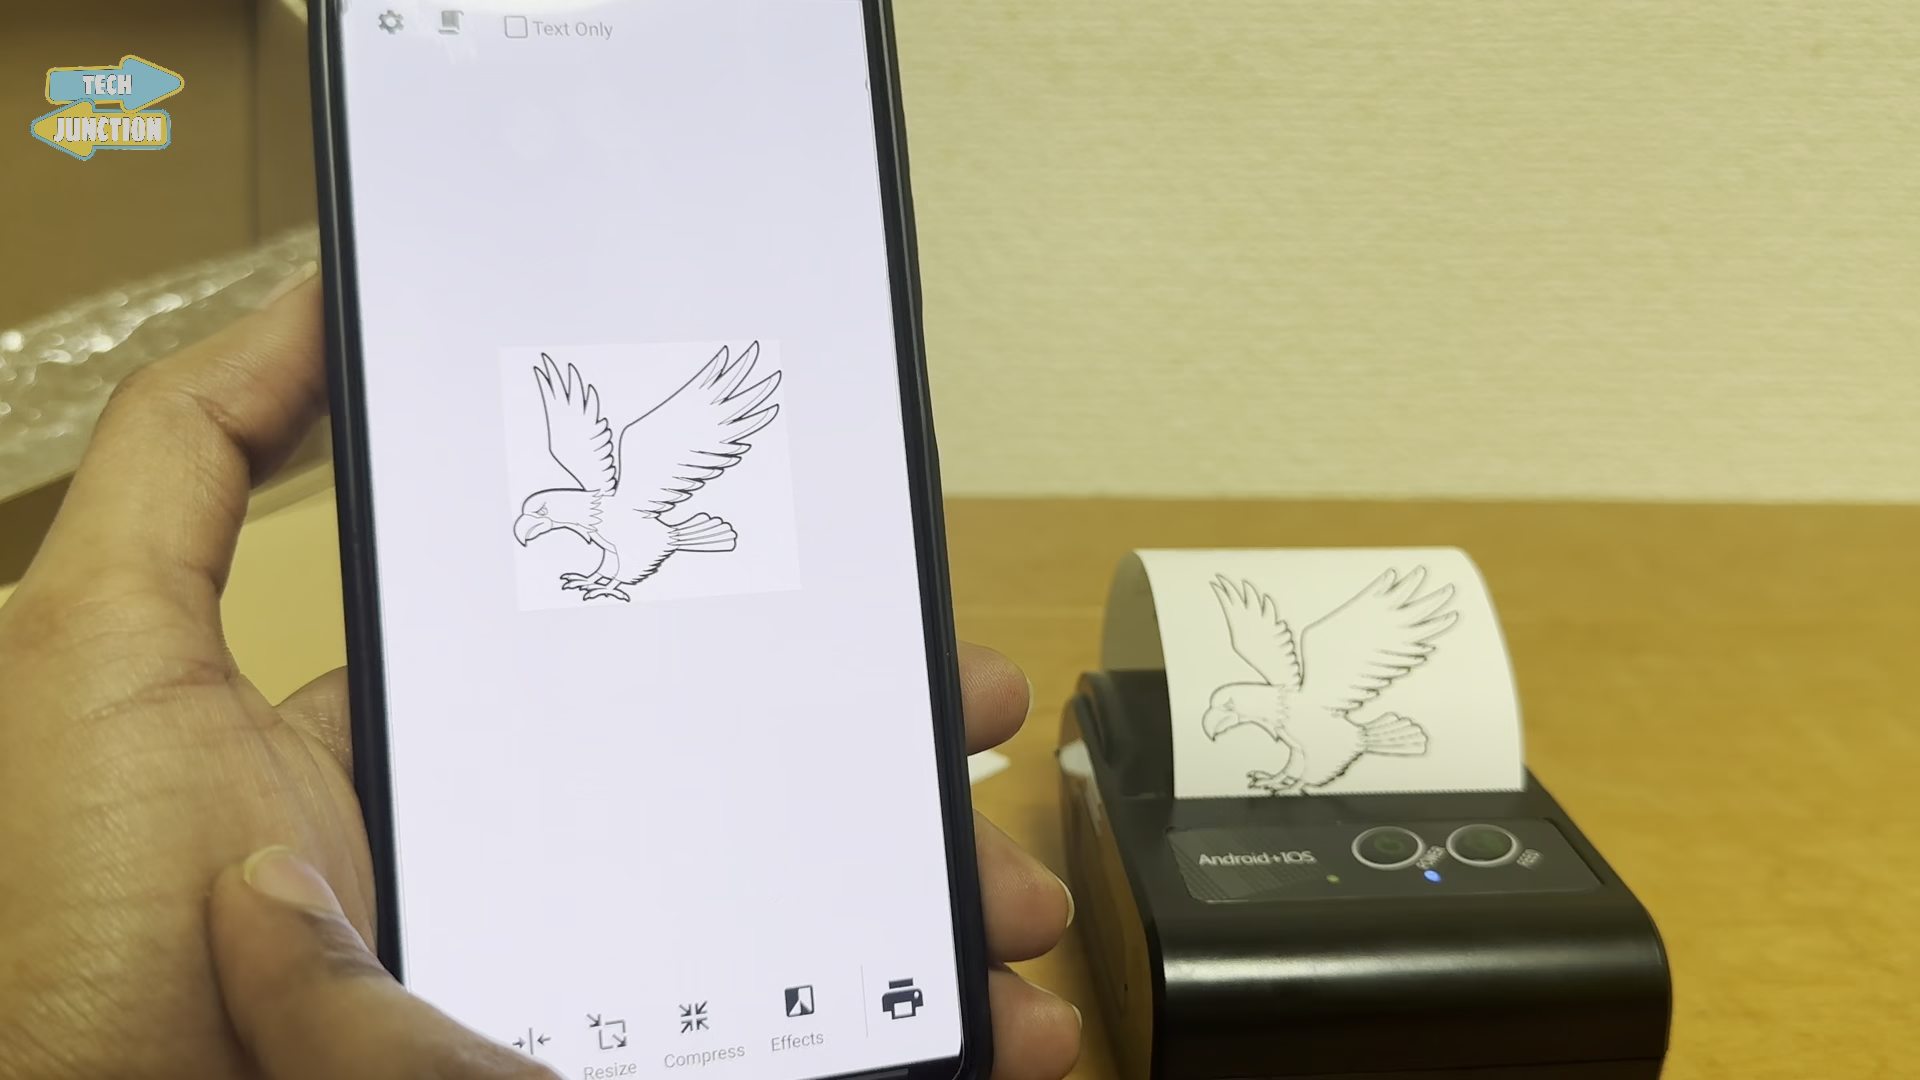 TECH
JUNCTION
Text Only
Resize
Compress
Effects
Android+IOS
POWER
FEED